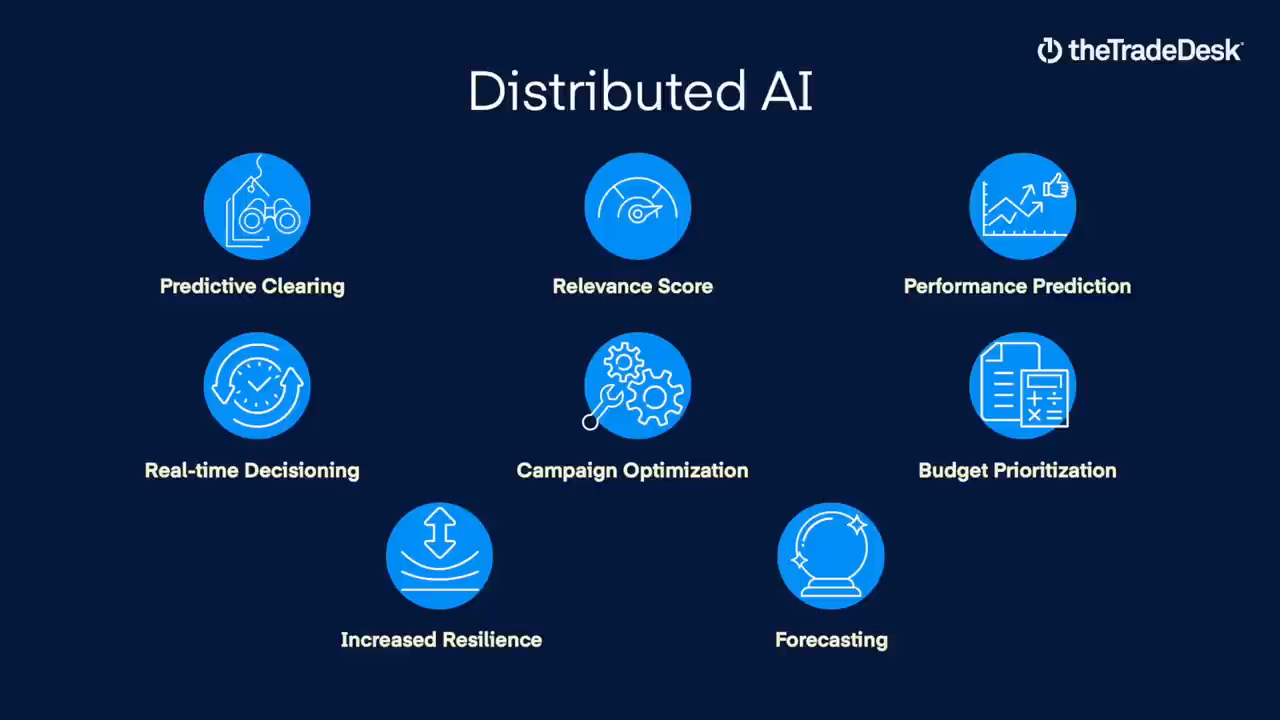 theTradeDesk
Distributed AI
Predictive Clearing
Relevance Score
Performance Prediction
Real-time Decisioning
Campaign Optimization
Budget Prioritization
Increased Resilience
Forecasting